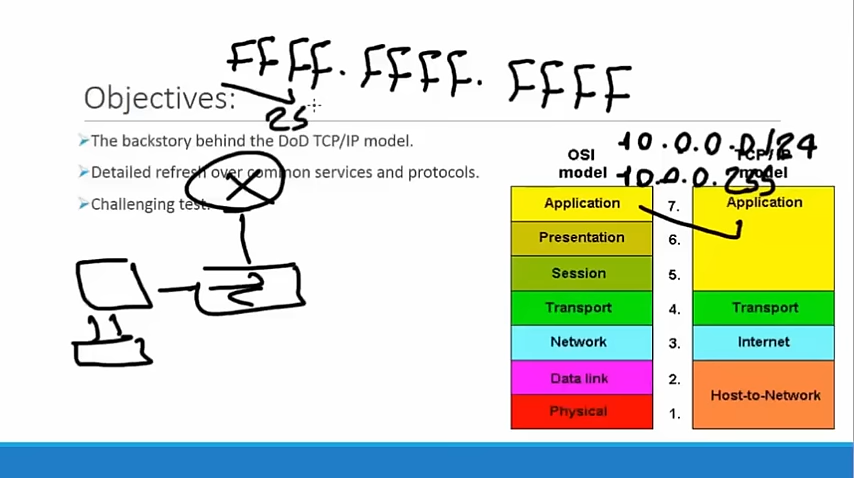 FFFF. FFFF. FFFF
Objectives:
25
The backstory behind the DoD TCP/IP model.
Detailed refresh over common services and protocols.
Challenging test.
10.0.0.0/24
10.0.0.255
OSI model
TCP/IP model
Application 7. Application
Presentation 6.
Session 5.
Transport 4. Transport
Network 3. Internet
Data link 2.
Host-to-Network
Physical 1.